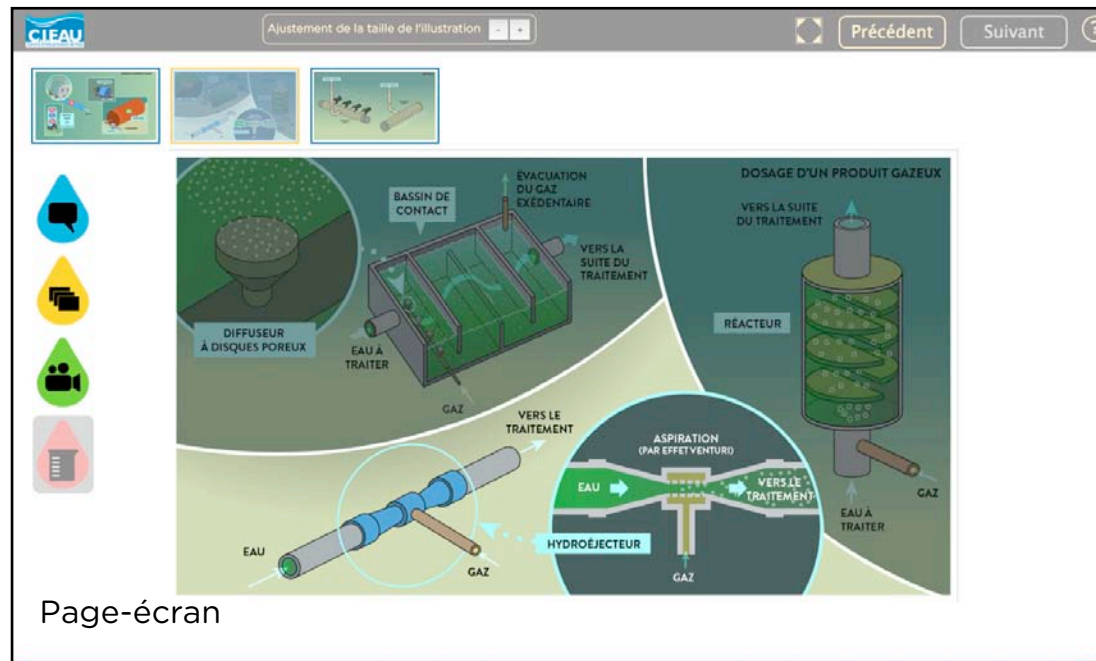 C.I.EAU
Ajustement de la taille de l'illustration - +
Précédent
Suivant
?
DOSAGE D'UN PRODUIT GAZEUX
ÉVACUATION
DU GAZ
EXÉDENTAIRE
BASSIN DE
CONTACT
VERS LA
SUITE DU
TRAITEMENT
DIFFUSEUR
À DISQUES POREUX
EAU À
TRAITER
GAZ
VERS LA SUITE
DU TRAITEMENT
RÉACTEUR
GAZ
EAU À
TRAITER
VERS LE
TRAITEMENT
EAU
GAZ
HYDROÉJECTEUR
ASPIRATION
(PAR EFFET VENTURI)
EAU
VERS LE
TRAITEMENT
GAZ
Page-écran